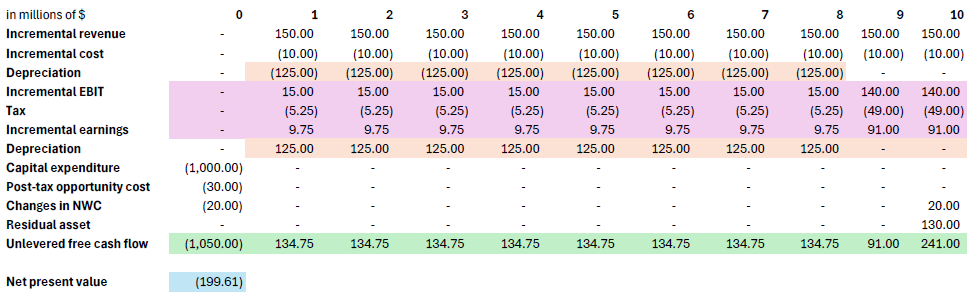 in millions of $ 0 1 2 3 4 5 6 7 8 9 10
Incremental revenue - 150.00 150.00 150.00 150.00 150.00 150.00 150.00 150.00 150.00 150.00
Incremental cost - (10.00) (10.00) (10.00) (10.00) (10.00) (10.00) (10.00) (10.00) (10.00) (10.00)
Depreciation - (125.00) (125.00) (125.00) (125.00) (125.00) (125.00) (125.00) (125.00) - -
Incremental EBIT - 15.00 15.00 15.00 15.00 15.00 15.00 15.00 15.00 140.00 140.00
Tax - (5.25) (5.25) (5.25) (5.25) (5.25) (5.25) (5.25) (5.25) (49.00) (49.00)
Incremental earnings - 9.75 9.75 9.75 9.75 9.75 9.75 9.75 9.75 91.00 91.00
Depreciation 125.00 125.00 125.00 125.00 125.00 125.00 125.00 125.00 - -
Capital expenditure (1,000.00) - - - - - - - - - -
Post-tax opportunity cost (30.00) - - - - - - - - - -
Changes in NWC (20.00) - - - - - - - - - 20.00
Residual asset - - - - - - - - - 130.00
Unlevered free cash flow (1,050.00) 134.75 134.75 134.75 134.75 134.75 134.75 134.75 134.75 91.00 241.00
Net present value (199.61)